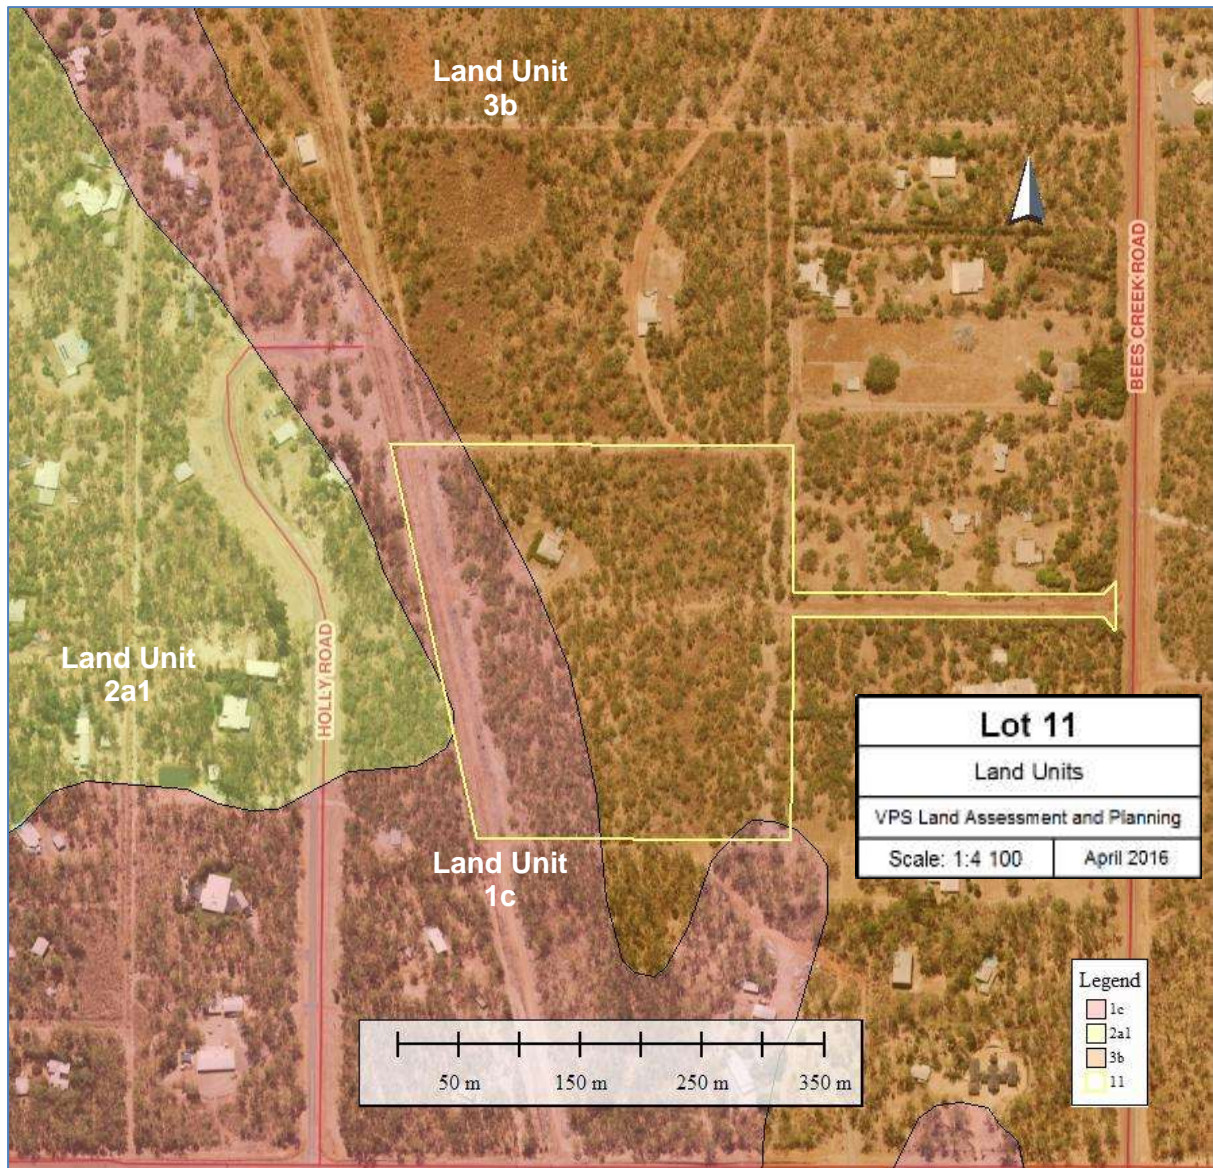 Land Unit
3b
BEES CREEK ROAD
Land Unit
2a1
HOLLY ROAD
Lot 11
Land Units
VPS Land Assessment and Planning
Scale: 1:4 100
April 2016
Land Unit
1c
Legend
1c
2a1
3b
11
50 m
150 m
250 m
350 m